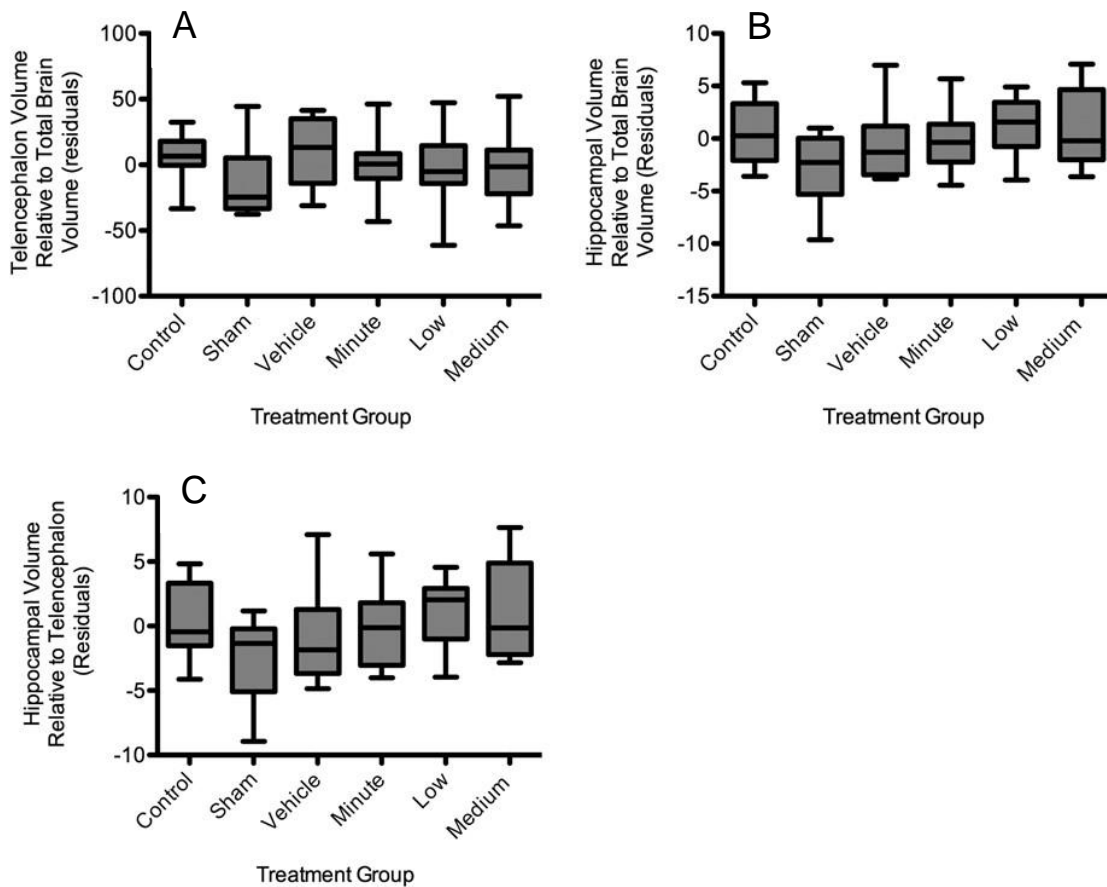 A
Telencephalon Volume
Relative to Total Brain
Volume (residuals)
100
50
0
-50
-100
Control
Sham
Vehicle
Minute
Low
Medium
Treatment Group
B
Hippocampal Volume
Relative to Total Brain
Volume (Residuals)
10
5
0
-5
-10
-15
Control
Sham
Vehicle
Minute
Low
Medium
Treatment Group
C
Hippocampal Volume
Relative to Telencephalon
(Residuals)
10
5
0
-5
-10
Control
Sham
Vehicle
Minute
Low
Medium
Treatment Group